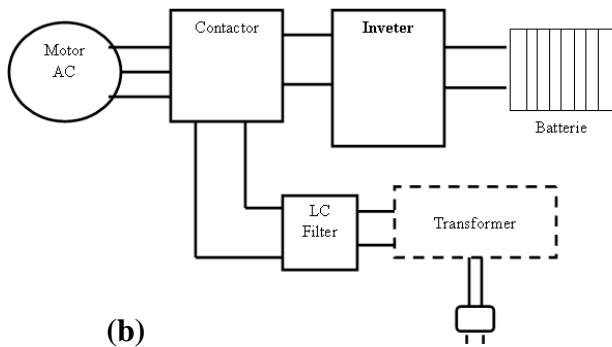 Motor
AC
Contactor
Inveter
Batterie
LC
Filter
Transformer
(b)